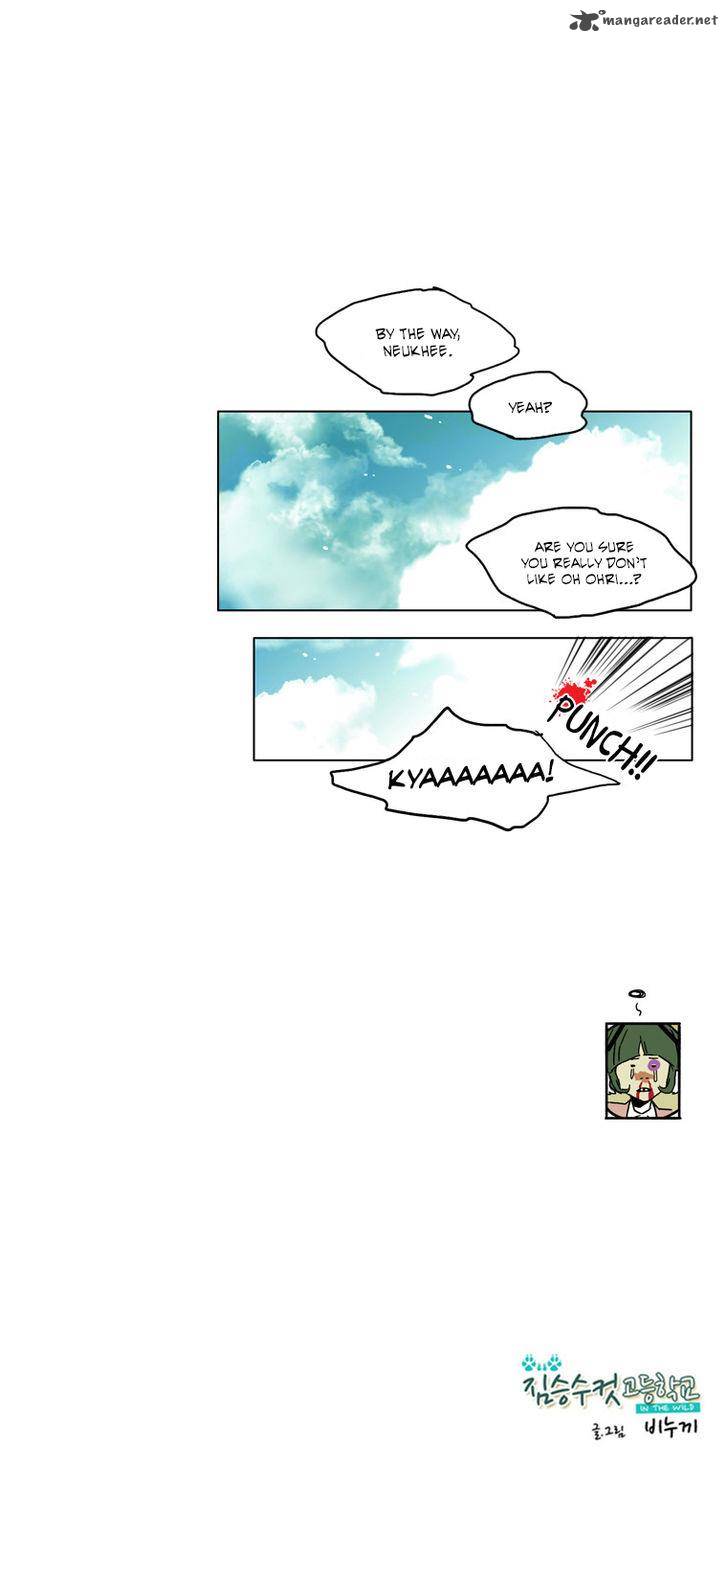 mangareader.net
BY THE WAY,
NEUKHEE.
YEAH?
ARE YOU SURE
YOU REALLY DON'T
LIKE OH OHRI...?
PUNCH!!
KYAAAAAAA!
짐승수컷고등학교
IN THE WILD
글.그림 비누끼